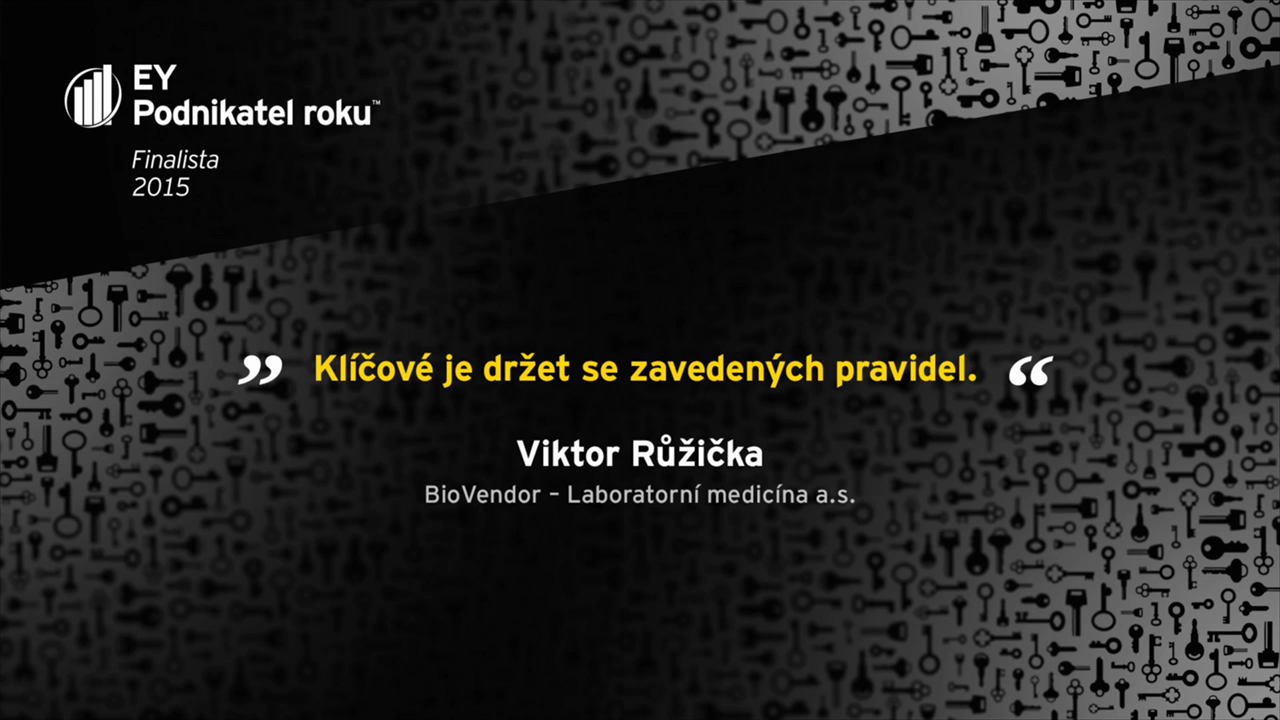 EY
Podnikatel roku™
Finalista
2015
” Klíčové je držet se zavedených pravidel. “
Viktor Růžička
BioVendor – Laboratorní medicína a.s.